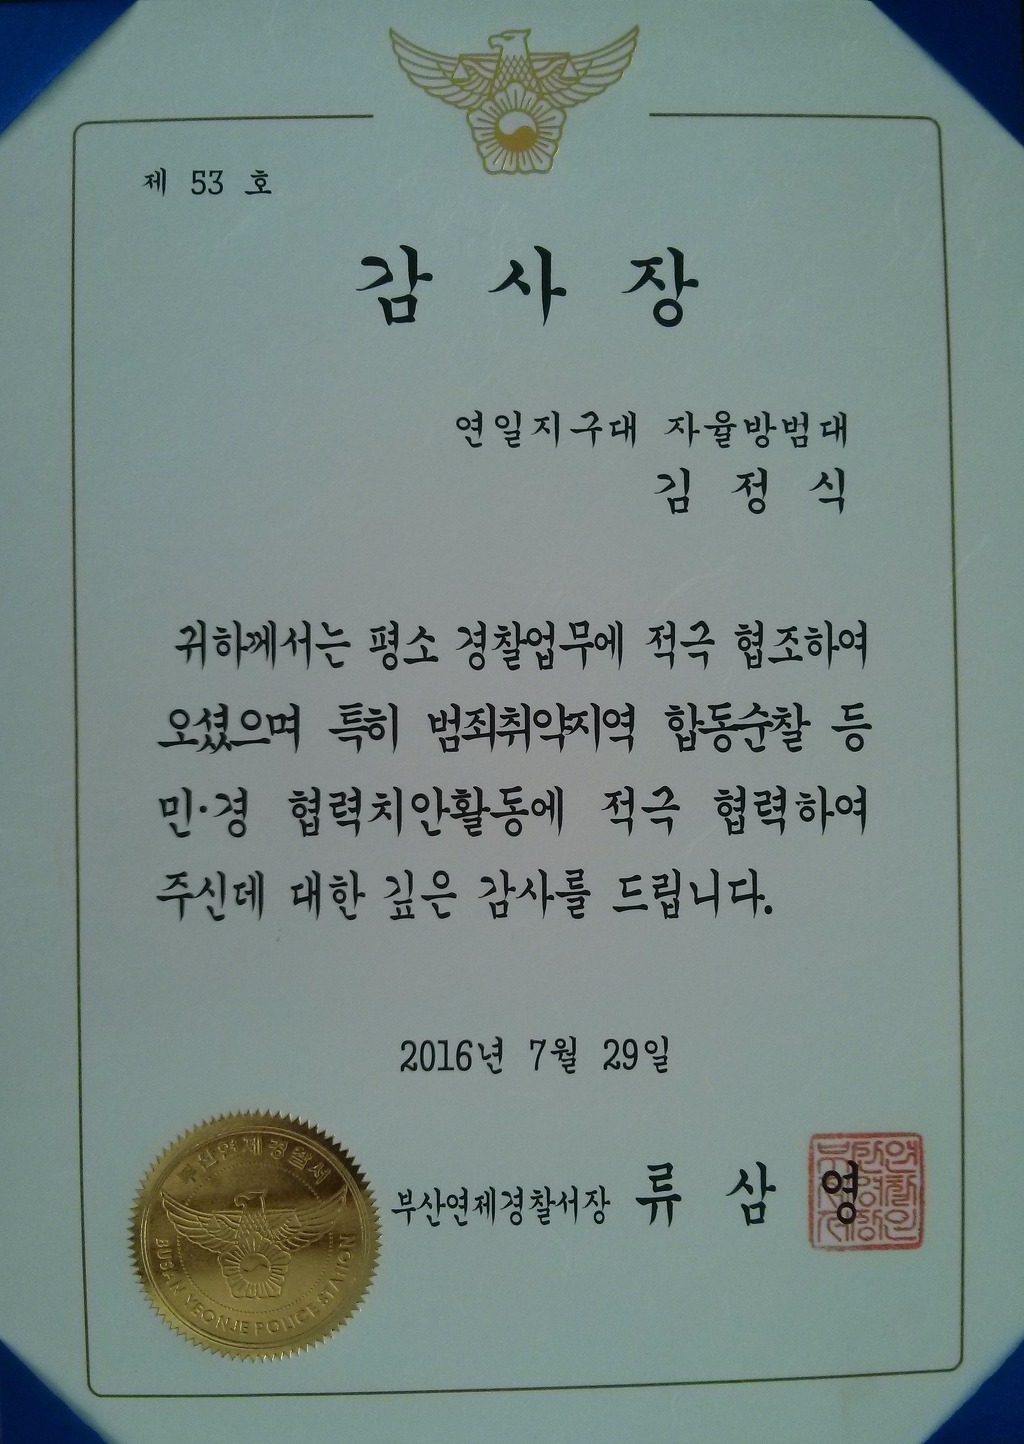 제 53 호
감 사 장
연일지구대 자율방범대
김 정 식
귀하께서는 평소 경찰업무에 적극 협조하여
오셨으며 특히 범죄취약지역 합동순찰 등
민·경 협력치안활동에 적극 협력하여
주신데 대한 깊은 감사를 드립니다.
2016년 7월 29일
부산연제경찰서장 류 삼 영
부산연제경찰서
BUSAN YEONJE POLICE STATION